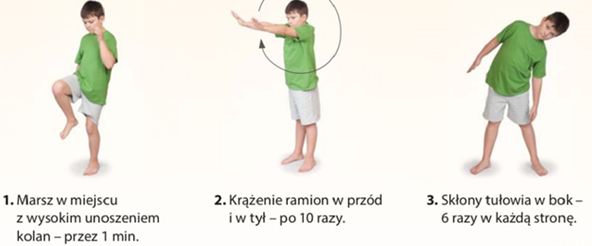 1. Marsz w miejscu
z wysokim unoszeniem
kolan – przez 1 min.
2. Krążenie ramion w przód
i w tył – po 10 razy.
3. Skłony tułowia w bok –
6 razy w każdą stronę.